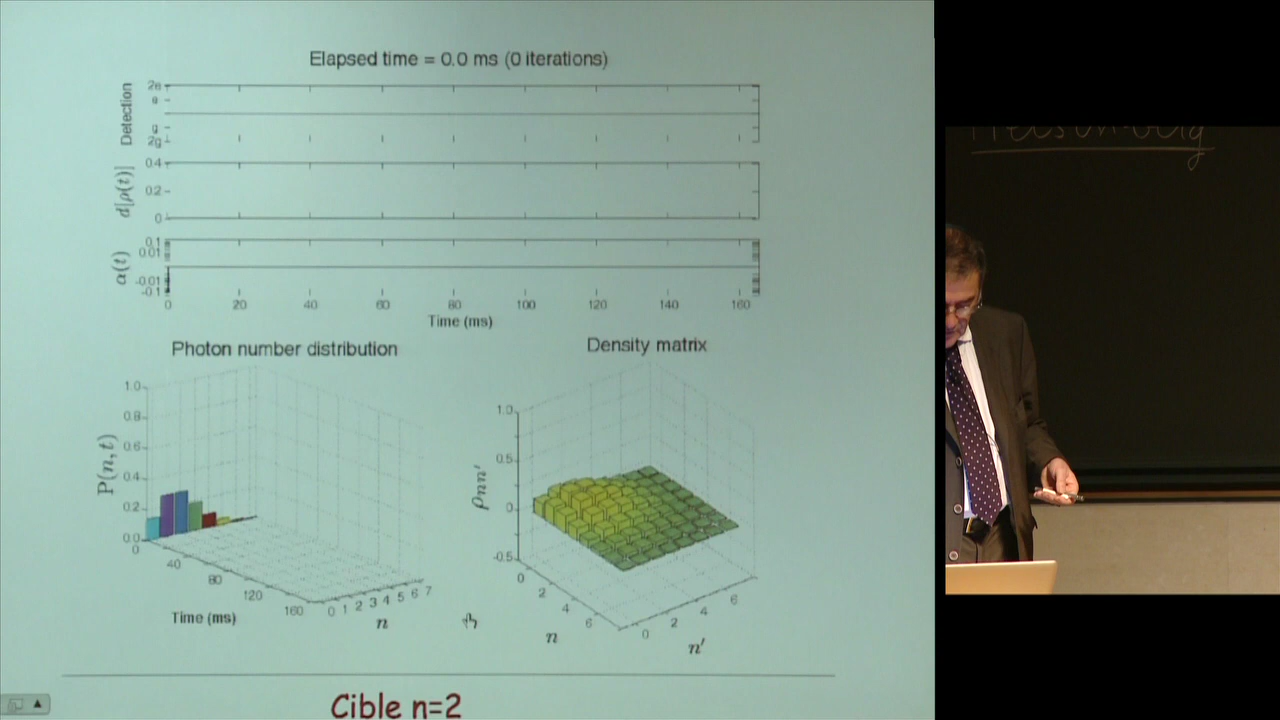 Heisenberg
Elapsed time = 0.0 ms (0 iterations)
Detection
2e
e
g
2g
d[ρ(t)]
0.4
0.2
0
α(t)
0.1
0.01
-0.01
-0.1
0 20 40 60 80 100 120 140 160
Time (ms)
Photon number distribution
P(n, t)
1.0
0.8
0.6
0.4
0.2
0.0
0 40 80 120 160
Time (ms)
0 1 2 3 4 5 6 7
n
Density matrix
ρnn'
1.0
0.5
0
-0.5
0 2 4 6
n
0 2 4 6
n'
Cible n=2